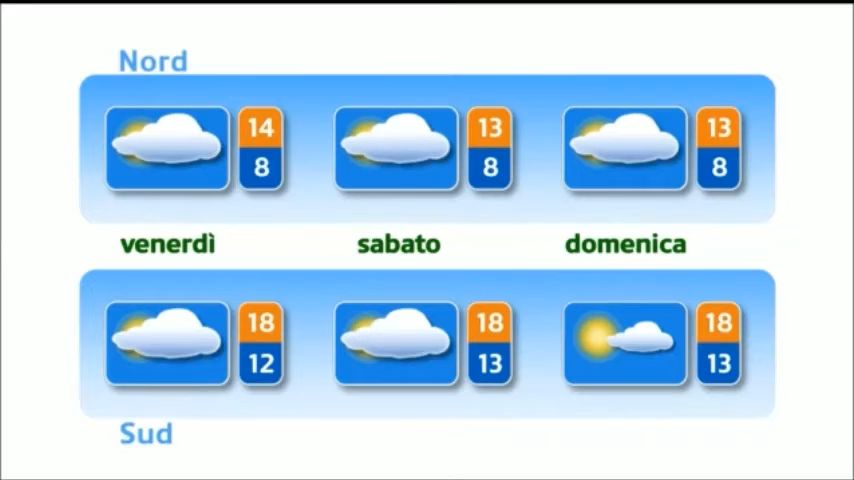 Nord
14 13 13
8 8 8
venerdì sabato domenica
18 18 18
12 13 13
Sud